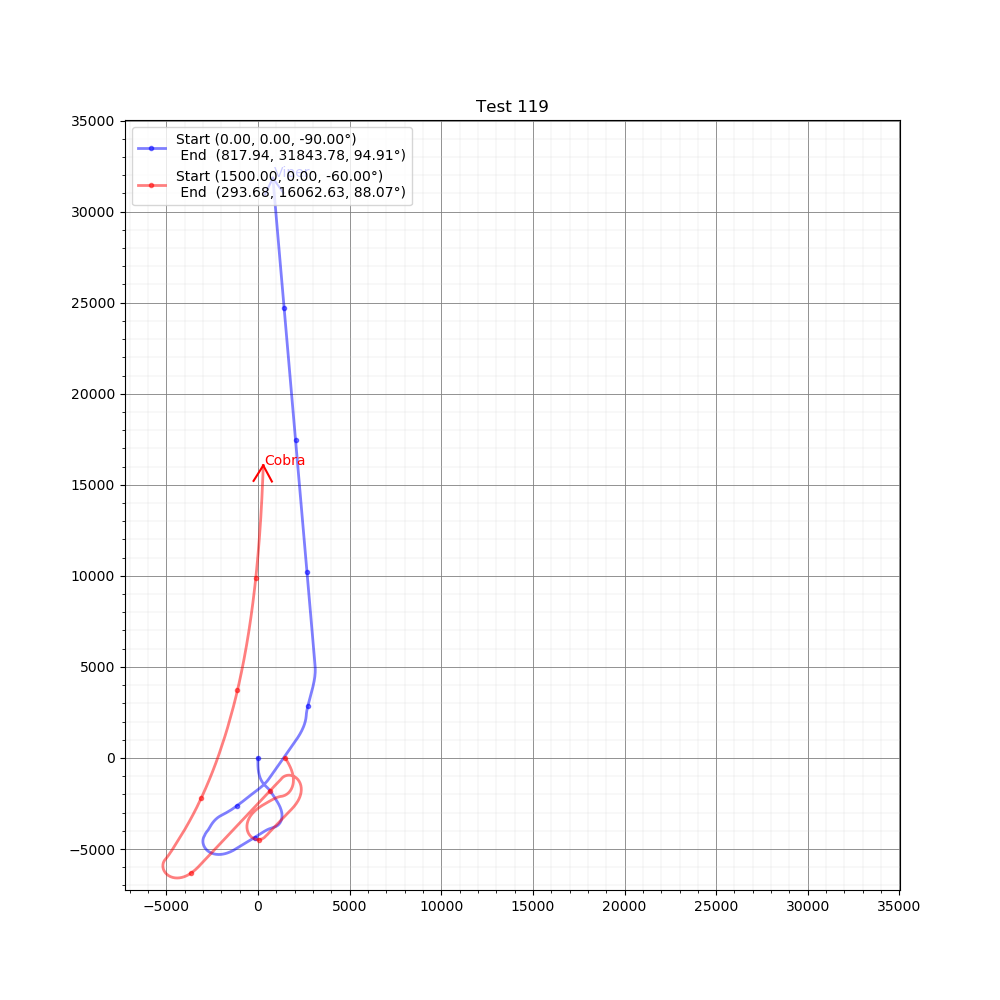 Test 119
35000
30000
25000
20000
15000
10000
5000
0
−5000
Start (0.00, 0.00, -90.00°)
End (817.94, 31843.78, 94.91°)
Start (1500.00, 0.00, -60.00°)
End (293.68, 16062.63, 88.07°)
Cobra
−5000 0 5000 10000 15000 20000 25000 30000 35000